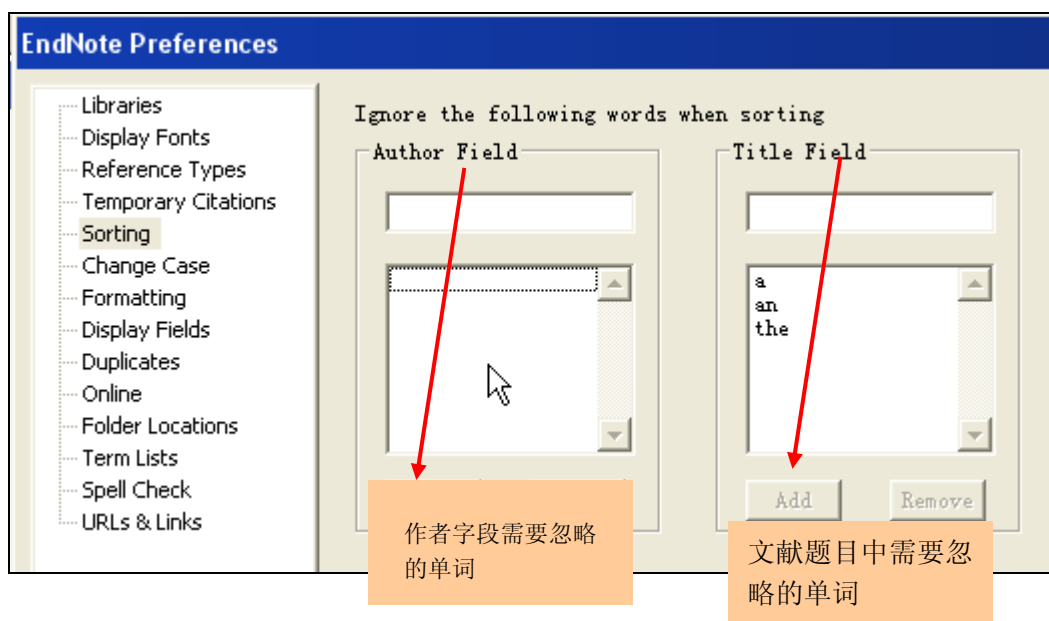 EndNote Preferences
Libraries
Display Fonts
Reference Types
Temporary Citations
Sorting
Change Case
Formatting
Display Fields
Duplicates
Online
Folder Locations
Term Lists
Spell Check
URLs & Links
Ignore the following words when sorting
Author Field
Title Field
a
an
the
Add
Remove
作者字段需要忽略
的单词
文献题目中需要忽
略的单词